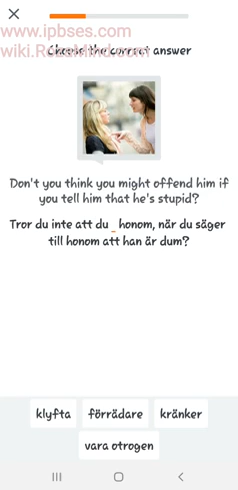 www.ipbses.com
Choose the correct answer
Don't you think you might offend him if
you tell him that he's stupid?
Tror du inte att du _ honom, när du säger
till honom att han är dum?
klyfta
förrädare
kränker
vara otrogen